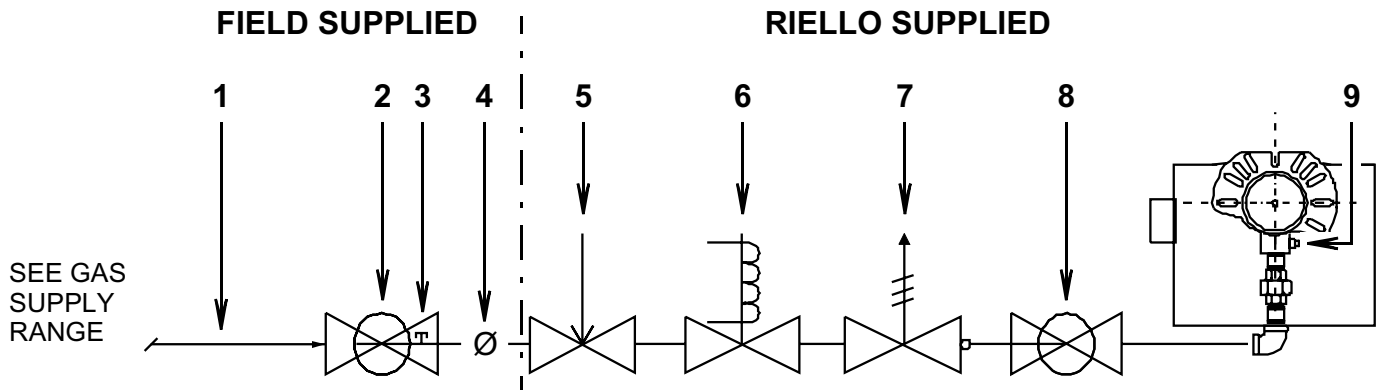 FIELD SUPPLIED
RIELLO SUPPLIED
1 2 3 4 5 6 7 8 9
SEE GAS
SUPPLY
RANGE
T
Ø